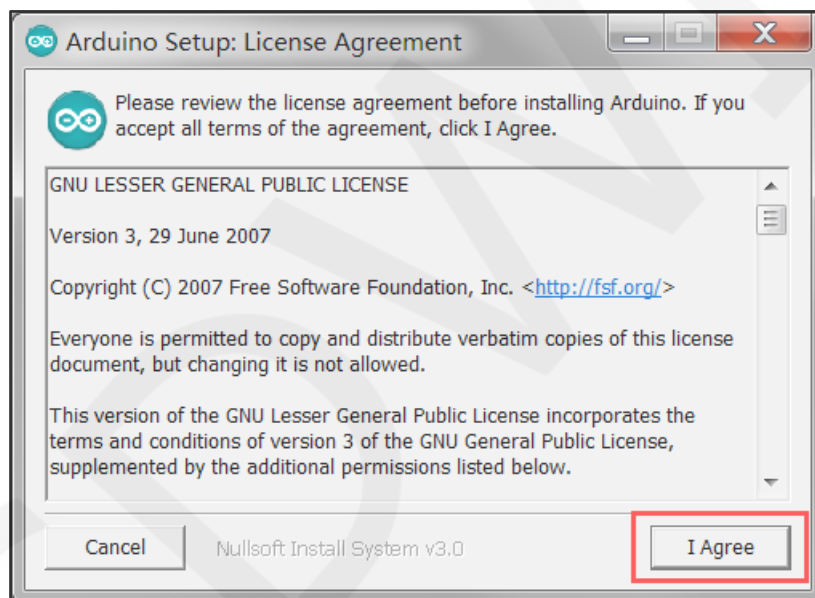 Arduino Setup: License Agreement
Please review the license agreement before installing Arduino. If you
accept all terms of the agreement, click I Agree.
GNU LESSER GENERAL PUBLIC LICENSE
Version 3, 29 June 2007
Copyright (C) 2007 Free Software Foundation, Inc. <http://fsf.org/>
Everyone is permitted to copy and distribute verbatim copies of this license
document, but changing it is not allowed.
This version of the GNU Lesser General Public License incorporates the
terms and conditions of version 3 of the GNU General Public License,
supplemented by the additional permissions listed below.
Cancel
Nullsoft Install System v3.0
I Agree